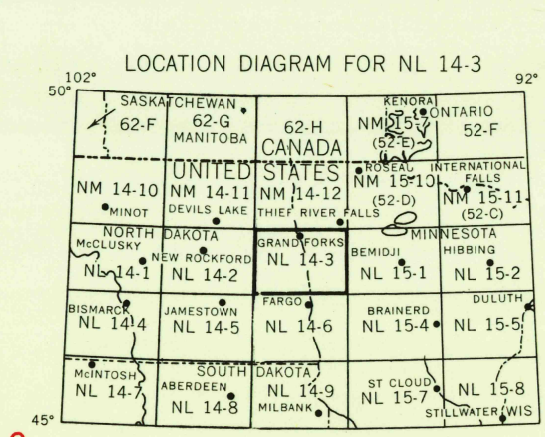 LOCATION DIAGRAM FOR NL 14-3
102° 92°
50°
SASKATCHEWAN KENORA ONTARIO
62-F 62-G 62-H NM 15-7 52-F
MANITOBA (52-E)
CANADA
UNITED STATES ROSEAU INTERNATIONAL FALLS
NM 14-10 NM 14-11 NM 14-12 NM 15-10 NM 15-11
MINOT DEVILS LAKE THIEF RIVER FALLS (52-D) (52-C)
NORTH DAKOTA MINNESOTA
McCLUSKY NEW ROCKFORD GRAND FORKS BEMIDJI HIBBING
NL 14-1 NL 14-2 NL 14-3 NL 15-1 NL 15-2
BISMARCK JAMESTOWN FARGO BRAINERD DULUTH
NL 14-4 NL 14-5 NL 14-6 NL 15-4 NL 15-5
SOUTH DAKOTA
McINTOSH ABERDEEN MILBANK ST CLOUD STILLWATER WIS
NL 14-7 NL 14-8 NL 14-9 NL 15-7 NL 15-8
45°